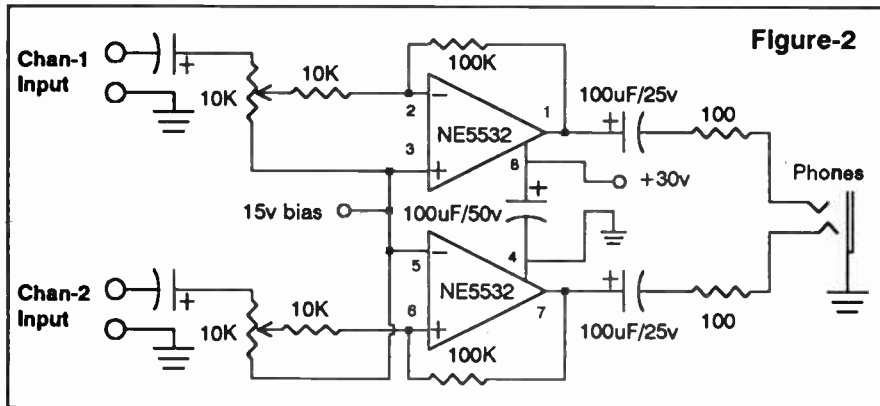 Figure-2
Chan-1
Input
10K
10K
100K
2
3
−
+
NE5532
1
8
100uF/25v
100
+
+30v
Phones
15v bias
100uF/50v
+
4
Chan-2
Input
10K
10K
5
6
−
+
NE5532
7
100K
100uF/25v
100
+
+
+